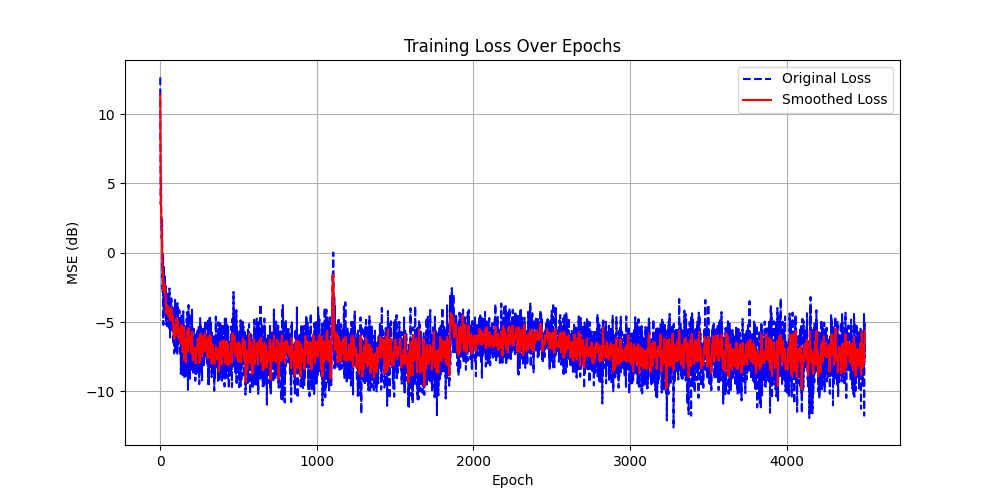 Training Loss Over Epochs
Original Loss
Smoothed Loss
MSE (dB)
10
5
0
−5
−10
0
1000
2000
3000
4000
Epoch